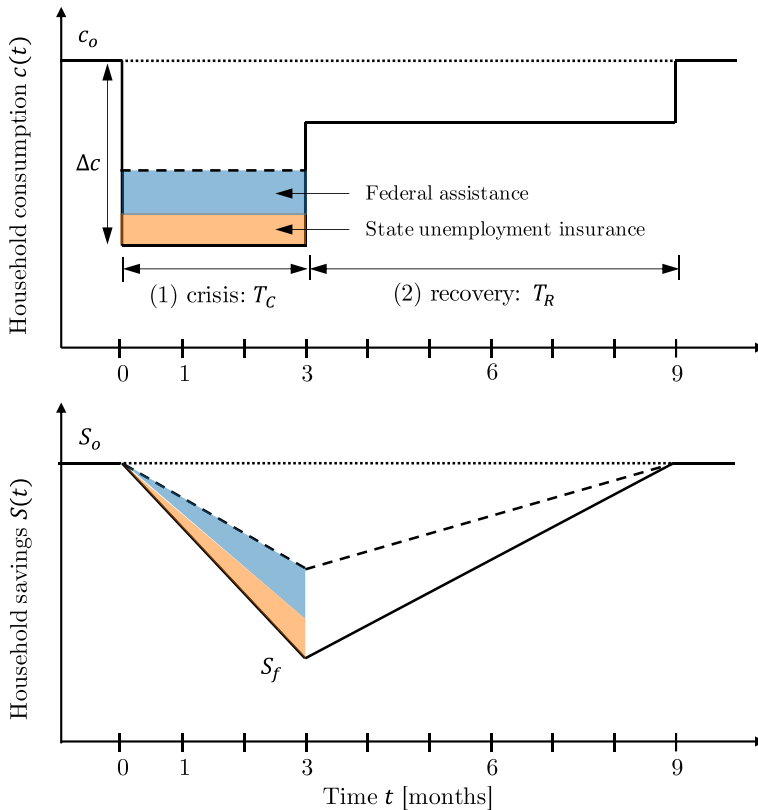 Household consumption c(t)
c_o
Δc
Federal assistance
State unemployment insurance
(1) crisis: T_C
(2) recovery: T_R
0 1 3 6 9
Household savings S(t)
S_o
S_f
0 1 3 6 9
Time t [months]